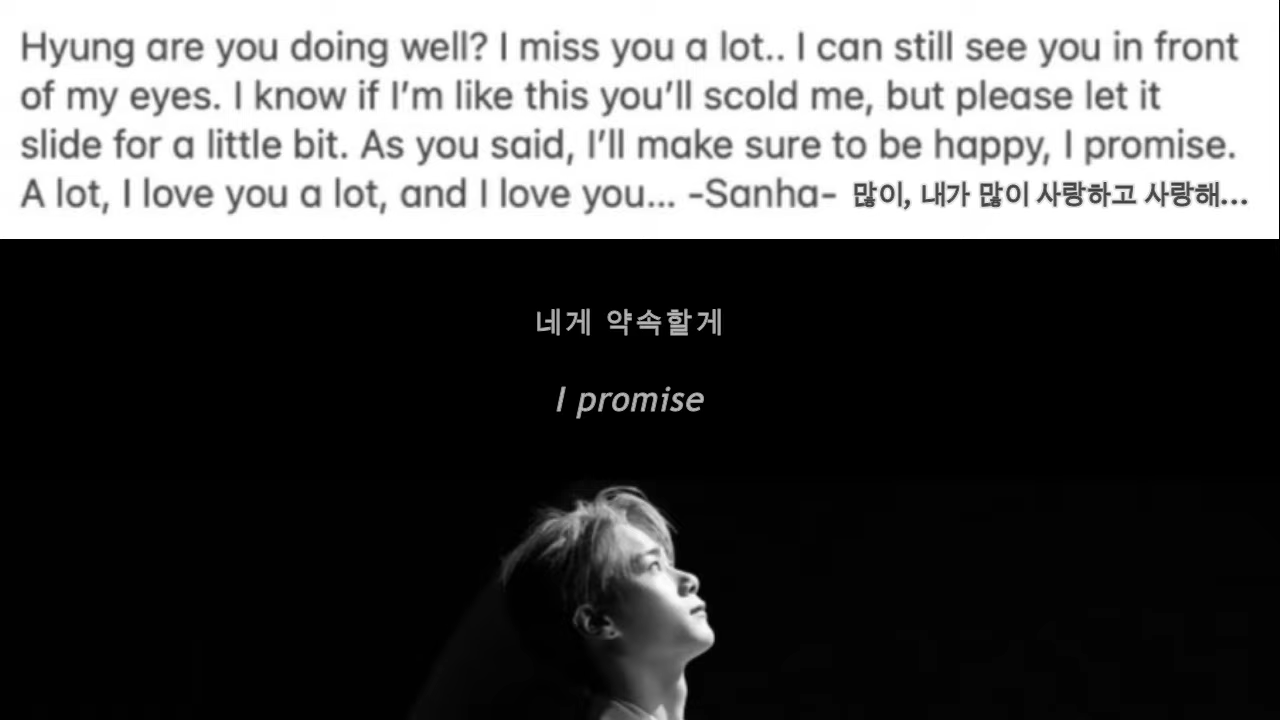 Hyung are you doing well? I miss you a lot.. I can still see you in front
of my eyes. I know if I’m like this you’ll scold me, but please let it
slide for a little bit. As you said, I’ll make sure to be happy, I promise.
A lot, I love you a lot, and I love you... -Sanha- 많이, 내가 많이 사랑하고 사랑해...
네게 약속할게
I promise